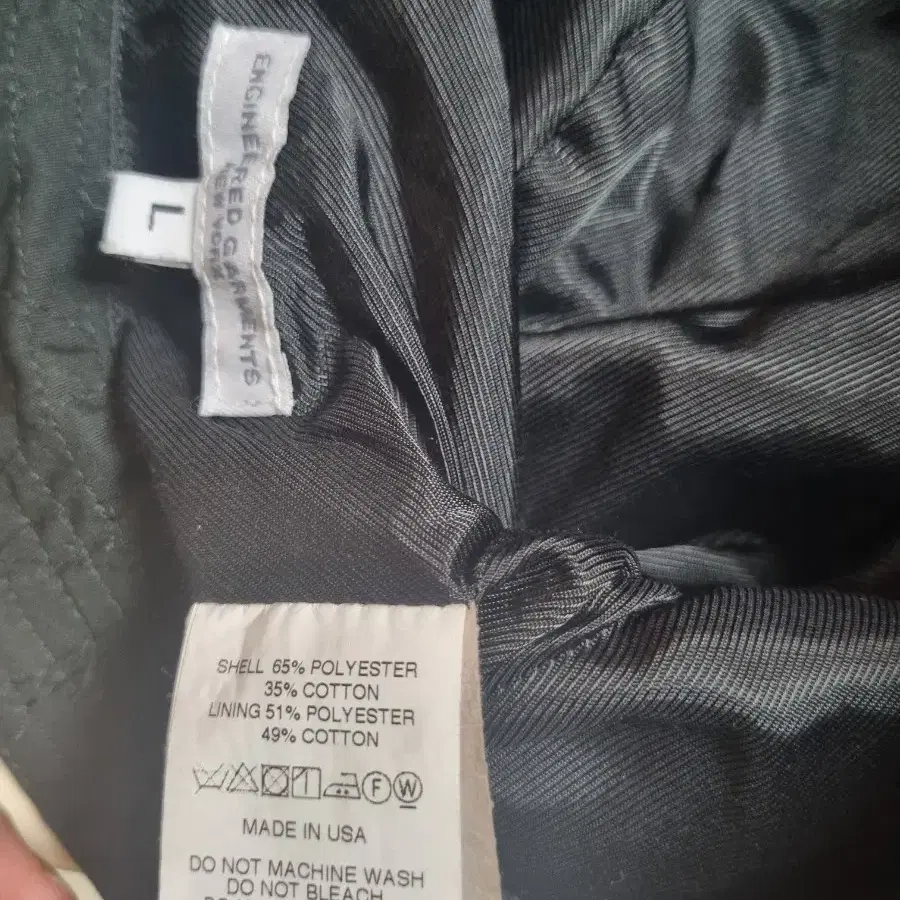 ENGINEERED GARMENTS
NEW YORK
L
SHELL 65% POLYESTER
35% COTTON
LINING 51% POLYESTER
49% COTTON
F W
MADE IN USA
DO NOT MACHINE WASH
DO NOT BLEACH